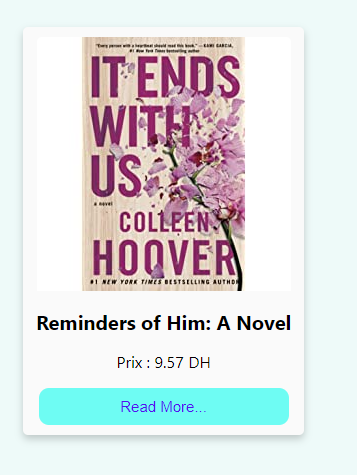 "Every person with a heartbeat should read this book." —KAMI GARCIA,
#1 New York Times bestselling author
IT ENDS
WITH
US
a novel
COLLEEN
HOOVER
#1 NEW YORK TIMES BESTSELLING AUTHOR
Reminders of Him: A Novel
Prix : 9.57 DH
Read More...